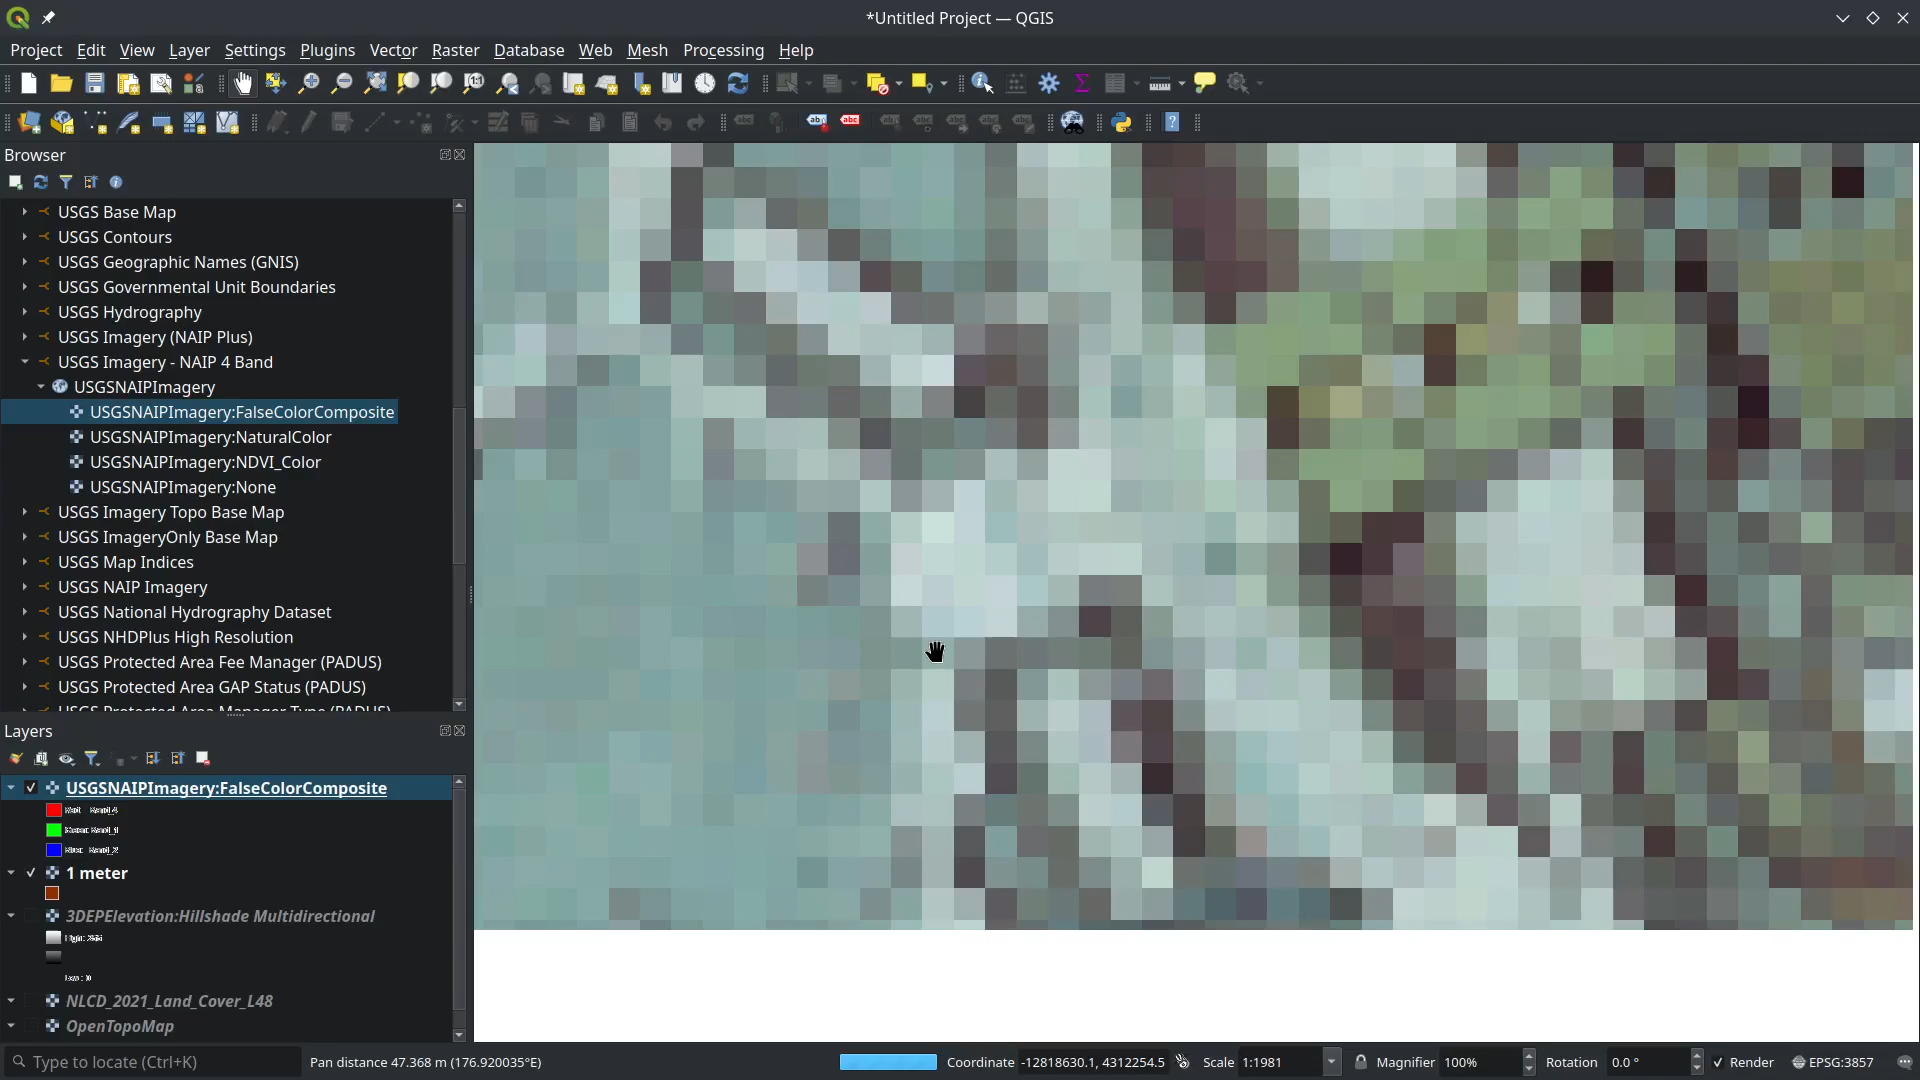 *Untitled Project — QGIS
Project Edit View Layer Settings Plugins Vector Raster Database Web Mesh Processing Help
Browser
USGS Base Map
USGS Contours
USGS Geographic Names (GNIS)
USGS Governmental Unit Boundaries
USGS Hydrography
USGS Imagery (NAIP Plus)
USGS Imagery - NAIP 4 Band
USGSNAIPImagery
USGSNAIPImagery:FalseColorComposite
USGSNAIPImagery:NaturalColor
USGSNAIPImagery:NDVI_Color
USGSNAIPImagery:None
USGS Imagery Topo Base Map
USGS ImageryOnly Base Map
USGS Map Indices
USGS NAIP Imagery
USGS National Hydrography Dataset
USGS NHDPlus High Resolution
USGS Protected Area Fee Manager (PADUS)
USGS Protected Area GAP Status (PADUS)
USGS Protected Area Manager Type (PADUS)
Layers
USGSNAIPImagery:FalseColorComposite
1 meter
3DEPElevation:Hillshade Multidirectional
NLCD_2021_Land_Cover_L48
OpenTopoMap
Type to locate (Ctrl+K) Pan distance 47.368 m (176.920035°E) Coordinate -12818630.1, 4312254.5 Scale 1:1981 Magnifier 100% Rotation 0.0 ° Render EPSG:3857